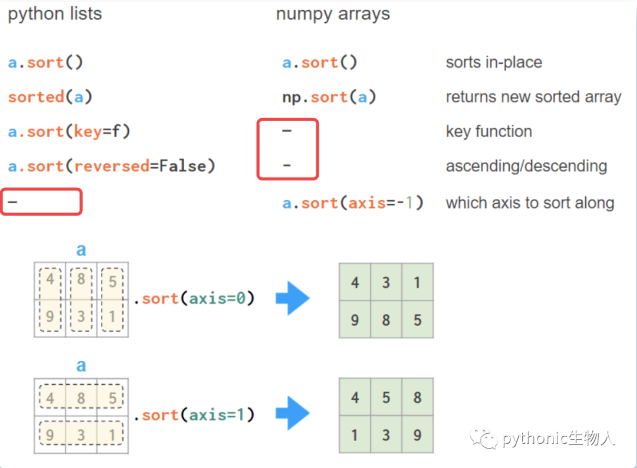 python lists numpy arrays
a.sort() a.sort() sorts in-place
sorted(a) np.sort(a) returns new sorted array
a.sort(key=f) – key function
a.sort(reversed=False) – ascending/descending
– a.sort(axis=-1) which axis to sort along
a
4 8 5 4 3 1
.sort(axis=0)
9 3 1 9 8 5
a
4 8 5 4 5 8
.sort(axis=1)
9 3 1 1 3 9
pythonic生物人